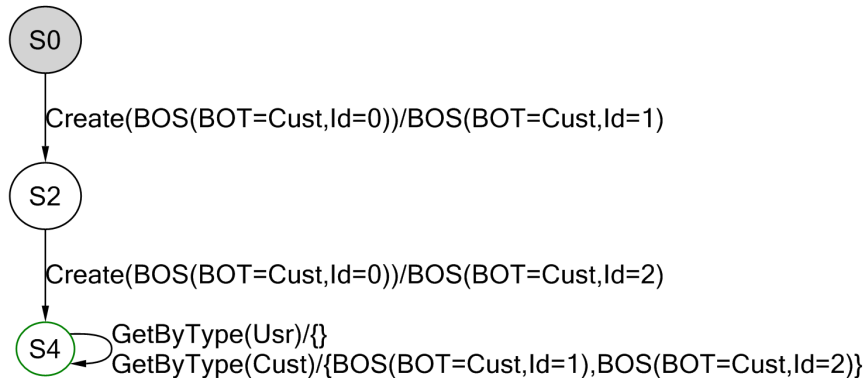 S0
Create(BOS(BOT=Cust,Id=0))/BOS(BOT=Cust,Id=1)
S2
Create(BOS(BOT=Cust,Id=0))/BOS(BOT=Cust,Id=2)
S4
GetByType(Usr)/{}
GetByType(Cust)/{BOS(BOT=Cust,Id=1),BOS(BOT=Cust,Id=2)}